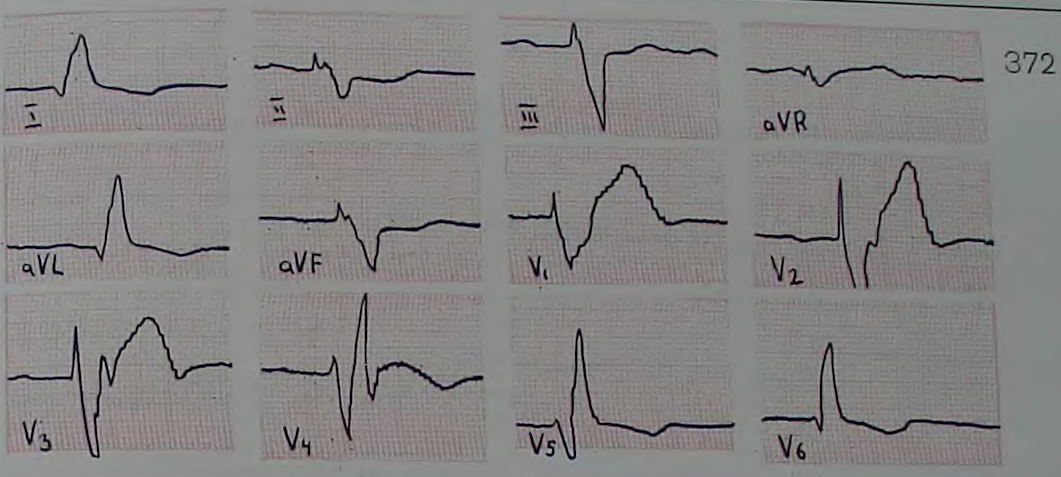 372
I II III aVR
aVL aVF V1 V2
V3 V4 V5 V6